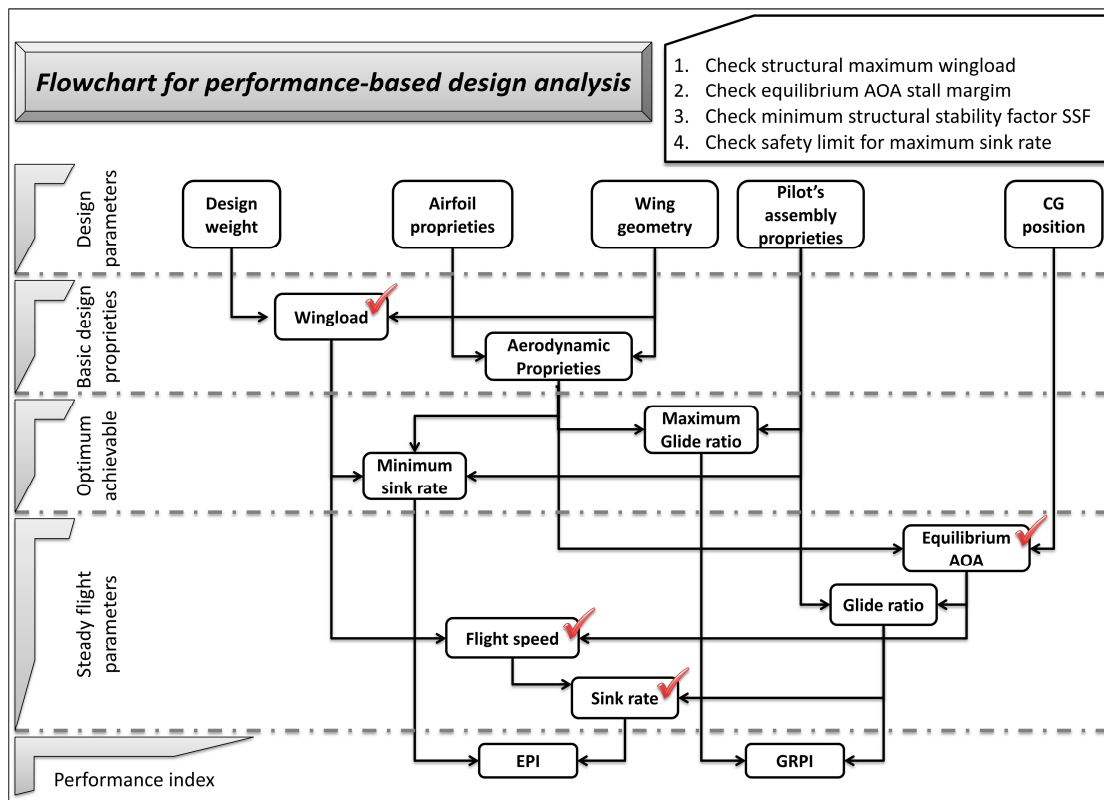 Flowchart for performance-based design analysis
1. Check structural maximum wingload
2. Check equilibrium AOA stall margim
3. Check minimum structural stability factor SSF
4. Check safety limit for maximum sink rate
Design
parameters
Design
weight
Airfoil
proprieties
Wing
geometry
Pilot's
assembly
proprieties
CG
position
Basic design
proprieties
Wingload
Aerodynamic
Proprieties
Optimum
achievable
Maximum
Glide ratio
Minimum
sink rate
Steady flight
parameters
Equilibrium
AOA
Glide ratio
Flight speed
Sink rate
Performance index
EPI
GRPI